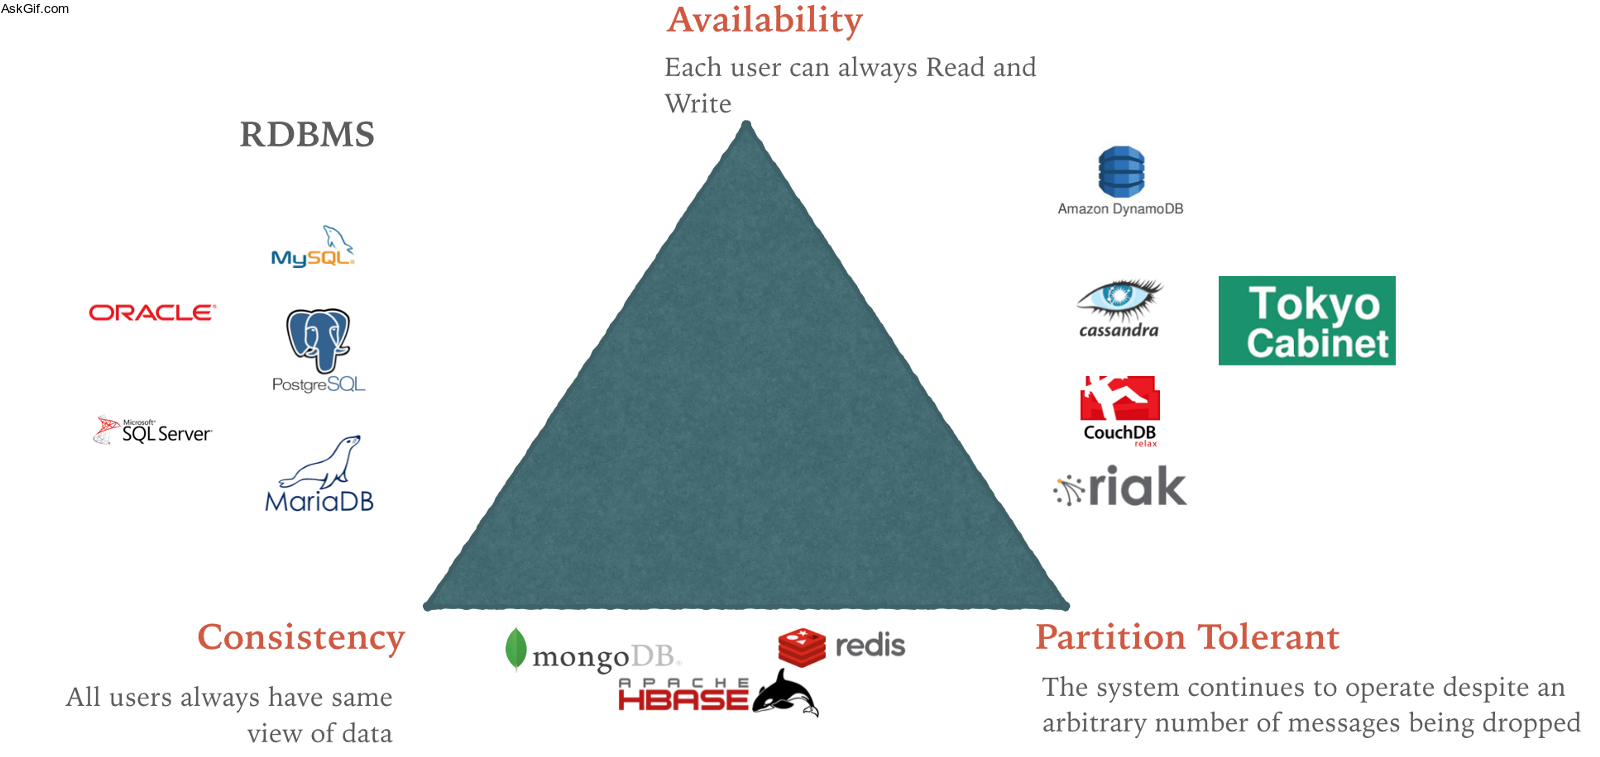 AskGif.com
Availability
Each user can always Read and
Write
RDBMS
Amazon DynamoDB
MySQL®
ORACLE®
Tokyo
Cabinet
cassandra
PostgreSQL
CouchDB
relax
Microsoft®
SQL Server®
riak
MariaDB
Consistency
mongoDB®
redis
Partition Tolerant
APACHE
HBASE
All users always have same
view of data
The system continues to operate despite an
arbitrary number of messages being dropped